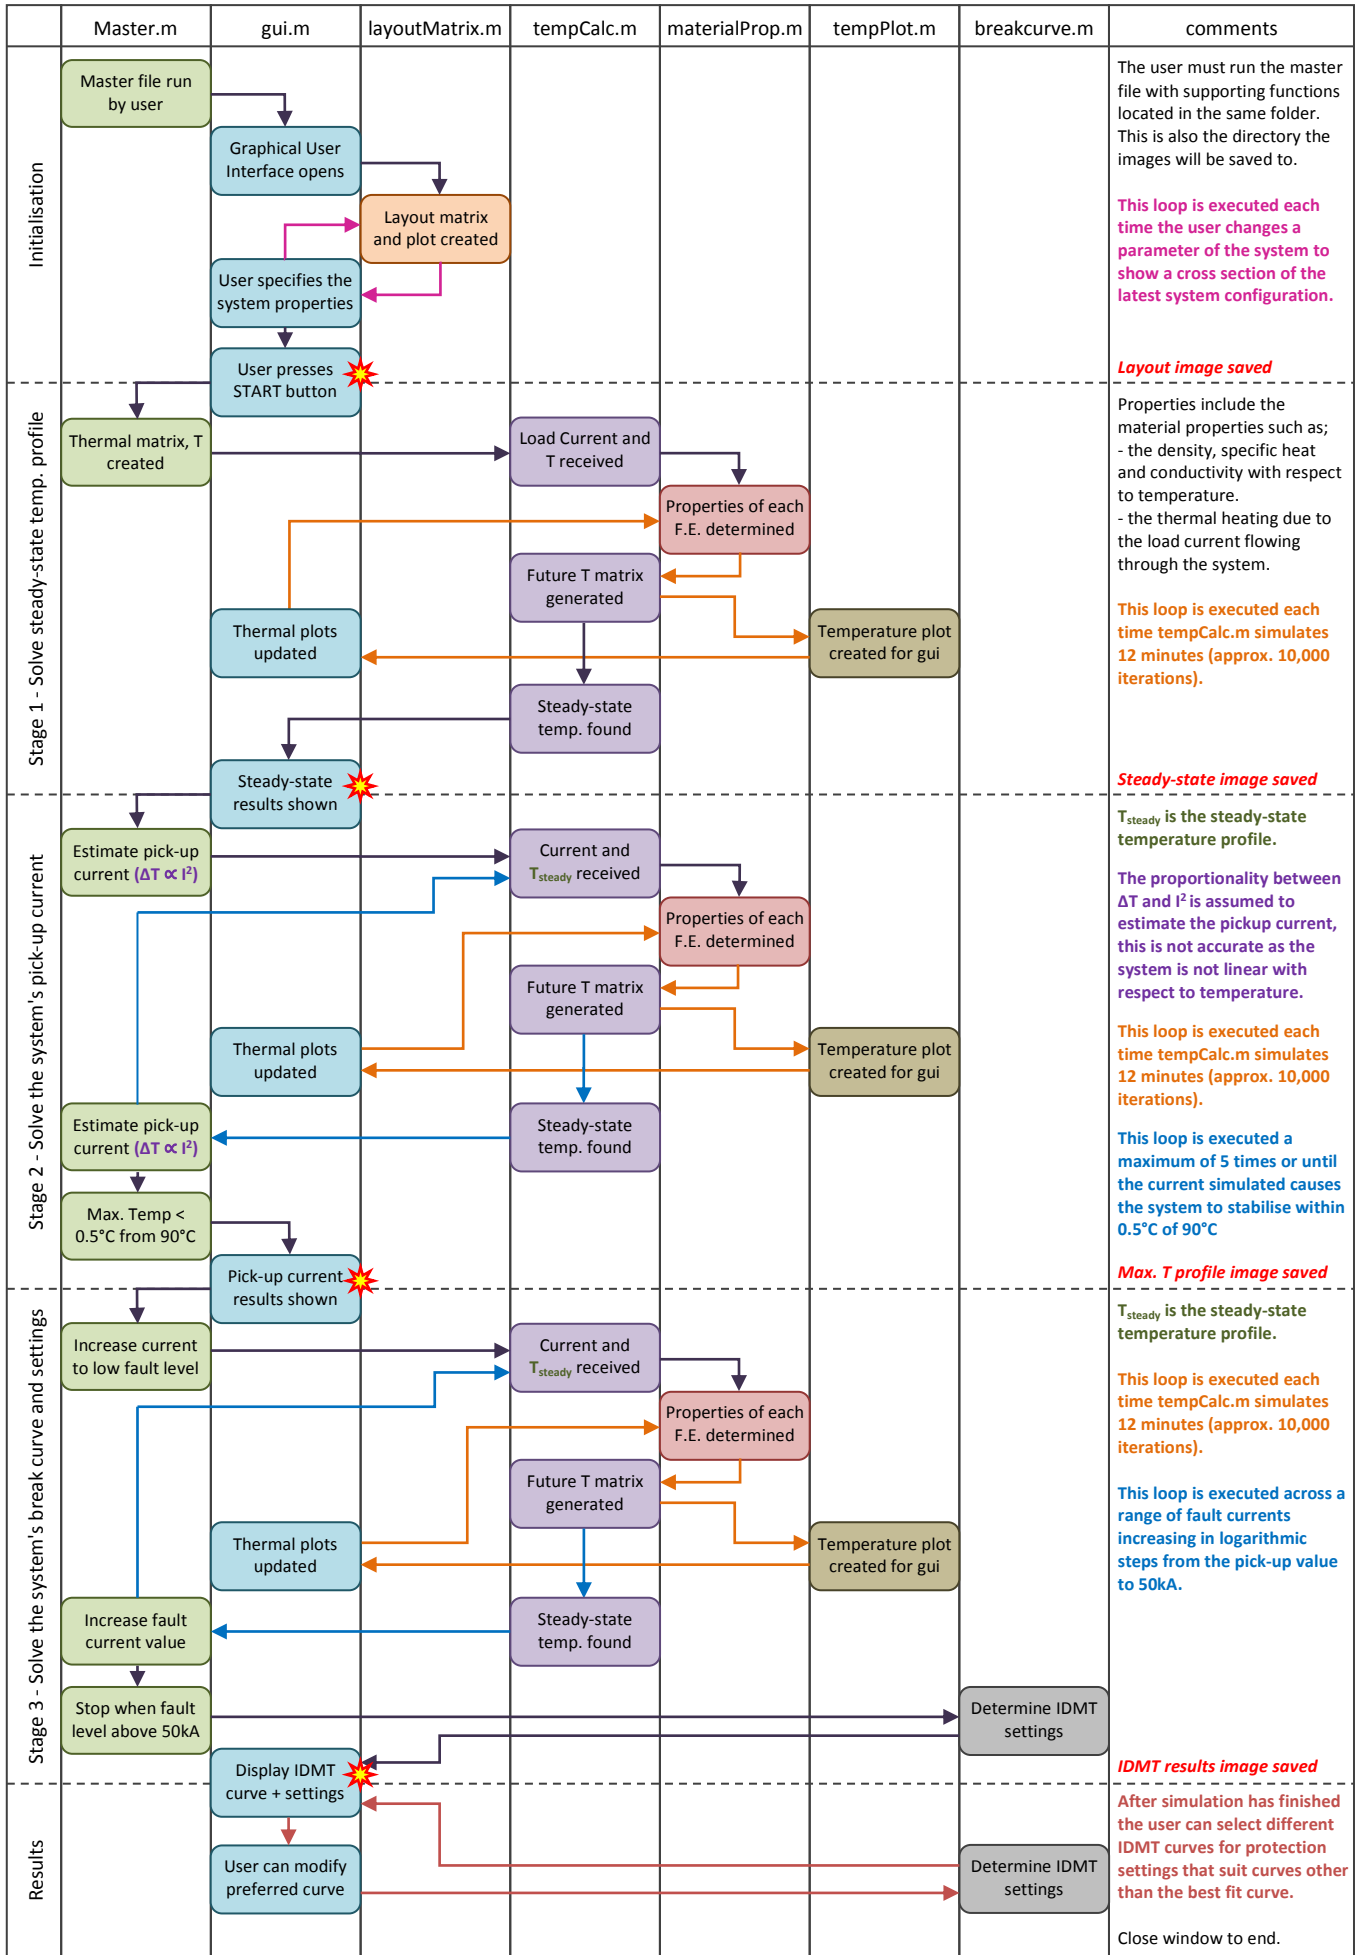 Master.m
gui.m
layoutMatrix.m
tempCalc.m
materialProp.m
tempPlot.m
breakcurve.m
comments
Initialisation
Master file run
by user
Graphical User
Interface opens
Layout matrix
and plot created
User specifies the
system properties
User presses
START button
The user must run the master
file with supporting functions
located in the same folder.
This is also the directory the
images will be saved to.
This loop is executed each
time the user changes a
parameter of the system to
show a cross section of the
latest system configuration.
Layout image saved
Stage 1 - Solve steady-state temp. profile
Thermal matrix, T
created
Load Current and
T received
Properties of each
F.E. determined
Future T matrix
generated
Thermal plots
updated
Temperature plot
created for gui
Steady-state
temp. found
Steady-state
results shown
Properties include the
material properties such as;
- the density, specific heat
and conductivity with respect
to temperature.
- the thermal heating due to
the load current flowing
through the system.
This loop is executed each
time tempCalc.m simulates
12 minutes (approx. 10,000
iterations).
Steady-state image saved
Stage 2 - Solve the system's pick-up current
Estimate pick-up
current (ΔT ∝ I²)
Current and
Tsteady received
Properties of each
F.E. determined
Future T matrix
generated
Thermal plots
updated
Temperature plot
created for gui
Estimate pick-up
current (ΔT ∝ I²)
Steady-state
temp. found
Max. Temp <
0.5°C from 90°C
Pick-up current
results shown
Tsteady is the steady-state
temperature profile.
The proportionality between
ΔT and I² is assumed to
estimate the pickup current,
this is not accurate as the
system is not linear with
respect to temperature.
This loop is executed each
time tempCalc.m simulates
12 minutes (approx. 10,000
iterations).
This loop is executed a
maximum of 5 times or until
the current simulated causes
the system to stabilise within
0.5°C of 90°C
Max. T profile image saved
Stage 3 - Solve the system's break curve and settings
Increase current
to low fault level
Current and
Tsteady received
Properties of each
F.E. determined
Future T matrix
generated
Thermal plots
updated
Temperature plot
created for gui
Increase fault
current value
Steady-state
temp. found
Stop when fault
level above 50kA
Determine IDMT
settings
Display IDMT
curve + settings
Tsteady is the steady-state
temperature profile.
This loop is executed each
time tempCalc.m simulates
12 minutes (approx. 10,000
iterations).
This loop is executed across a
range of fault currents
increasing in logarithmic
steps from the pick-up value
to 50kA.
IDMT results image saved
Results
User can modify
preferred curve
Determine IDMT
settings
After simulation has finished
the user can select different
IDMT curves for protection
settings that suit curves other
than the best fit curve.
Close window to end.